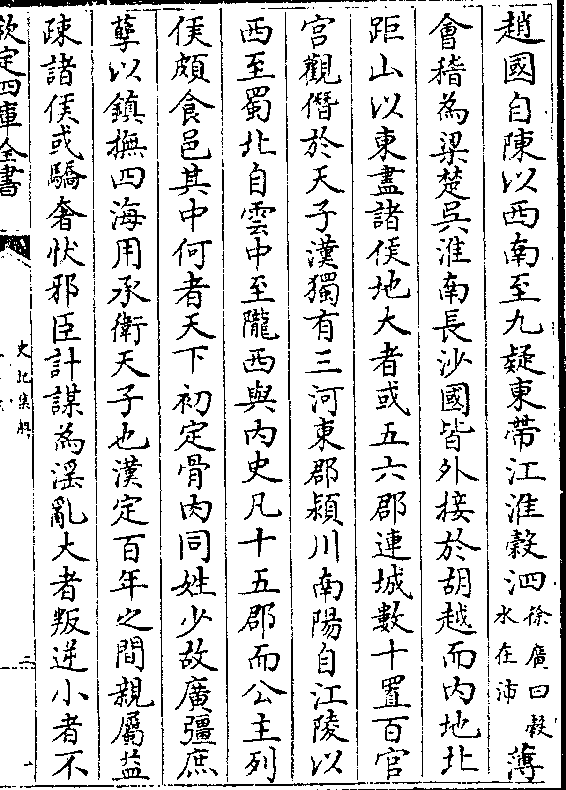 趙國自陳以西南至九疑東帶江淮榖泗徐廣曰榖水在沛薄
會稽為梁楚吳淮南長沙國皆外接於胡越而内地北
距山以東盡諸侯地大者或五六郡連城數十置百官
宫觀僭於天子漢獨有三河東郡潁川南陽自江陵以
西至蜀北自雲中至隴西與内史凡十五郡而公主列
侯頗食邑其中何者天下初定骨肉同姓少故廣彊庶
孽以鎮撫四海用承衛天子也漢定百年之間親屬益
疎諸侯或驕奢忕邪臣計謀為淫亂大者叛逆小者不
欽定四庫全書
史記集解